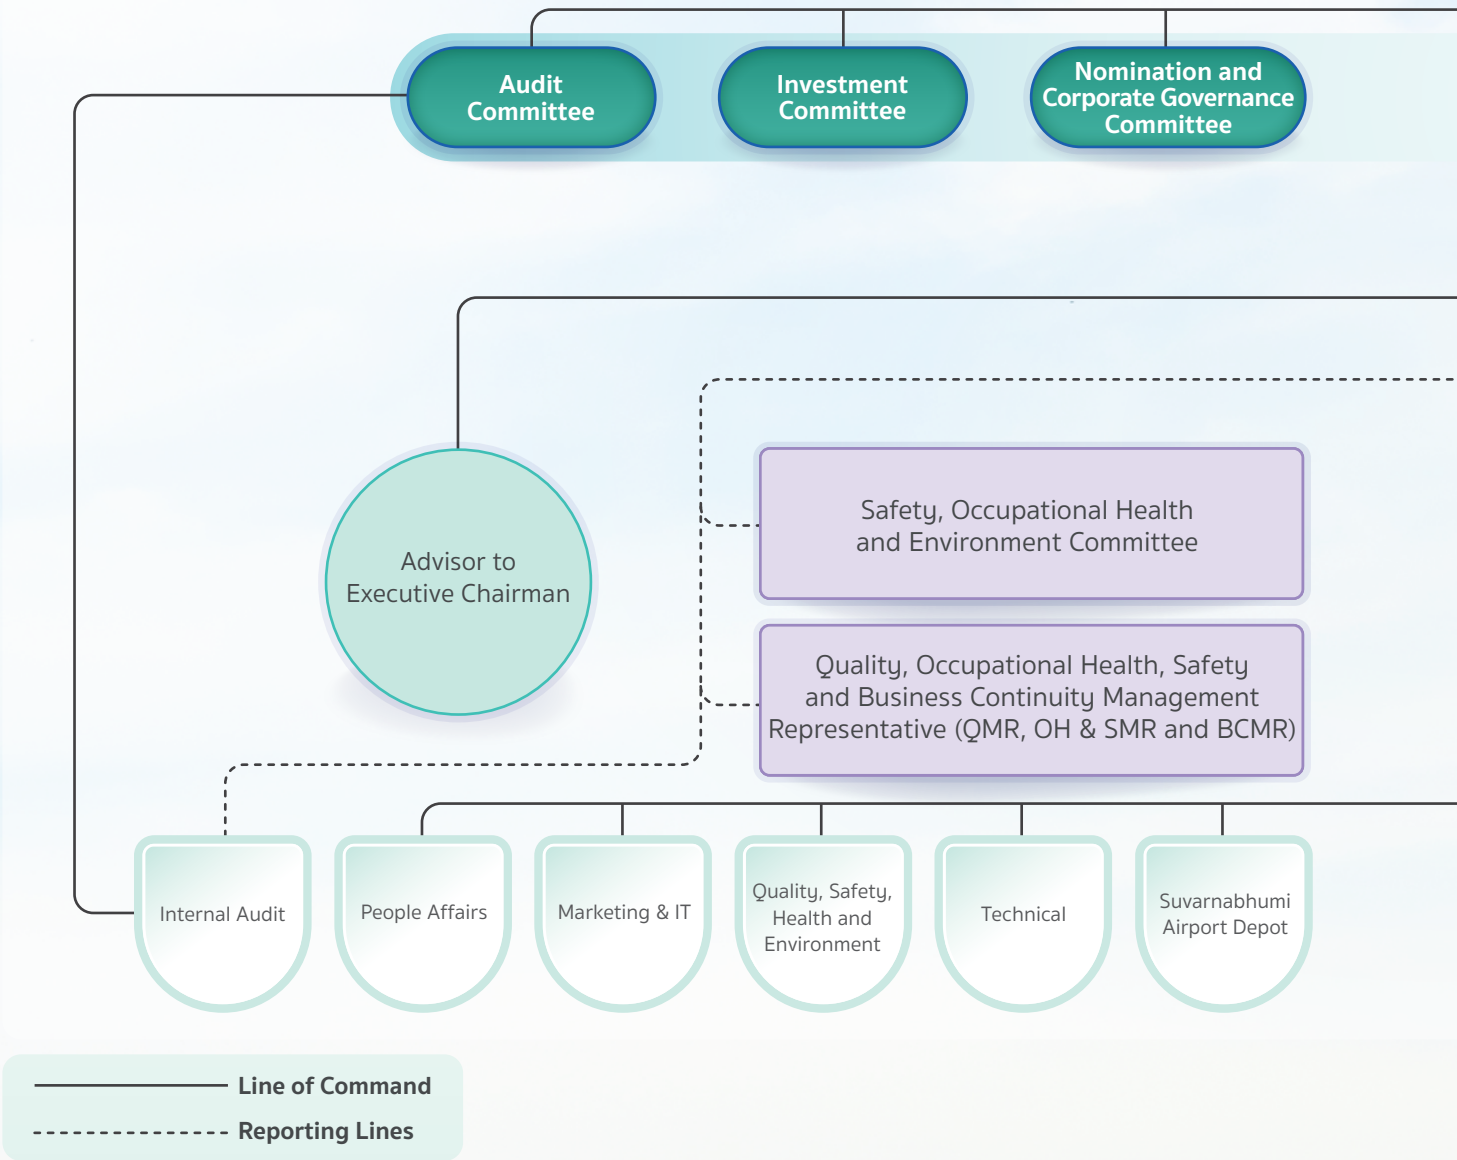 Audit
Committee
Investment
Committee
Nomination and
Corporate Governance
Committee
Advisor to
Executive Chairman
Safety, Occupational Health
and Environment Committee
Quality, Occupational Health, Safety
and Business Continuity Management
Representative (QMR, OH & SMR and BCMR)
Internal Audit
People Affairs
Marketing & IT
Quality, Safety,
Health and
Environment
Technical
Suvarnabhumi
Airport Depot
Line of Command
Reporting Lines